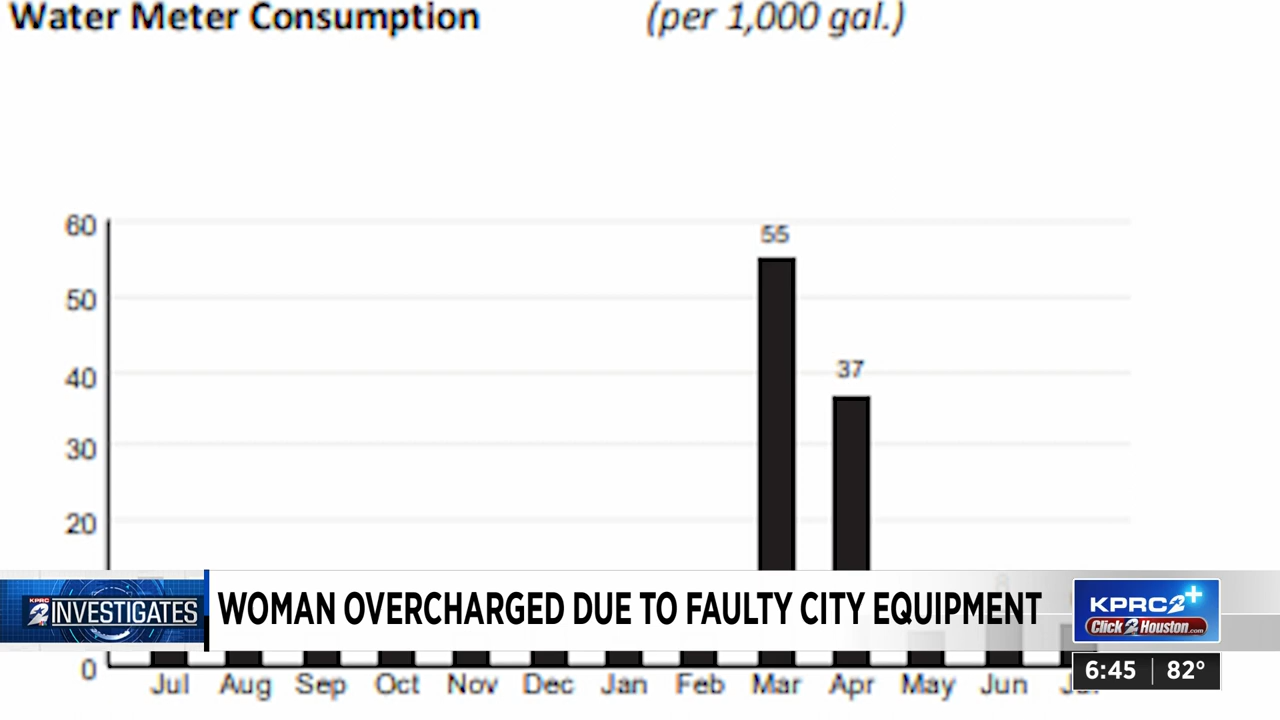 Water Meter Consumption (per 1,000 gal.)
60
55
50
40
37
30
20
KPRC 2 INVESTIGATES
WOMAN OVERCHARGED DUE TO FAULTY CITY EQUIPMENT
KPRC2+
Click2Houston.com
0
Jul Aug Sep Oct Nov Dec Jan Feb Mar Apr May Jun
6:45 82°